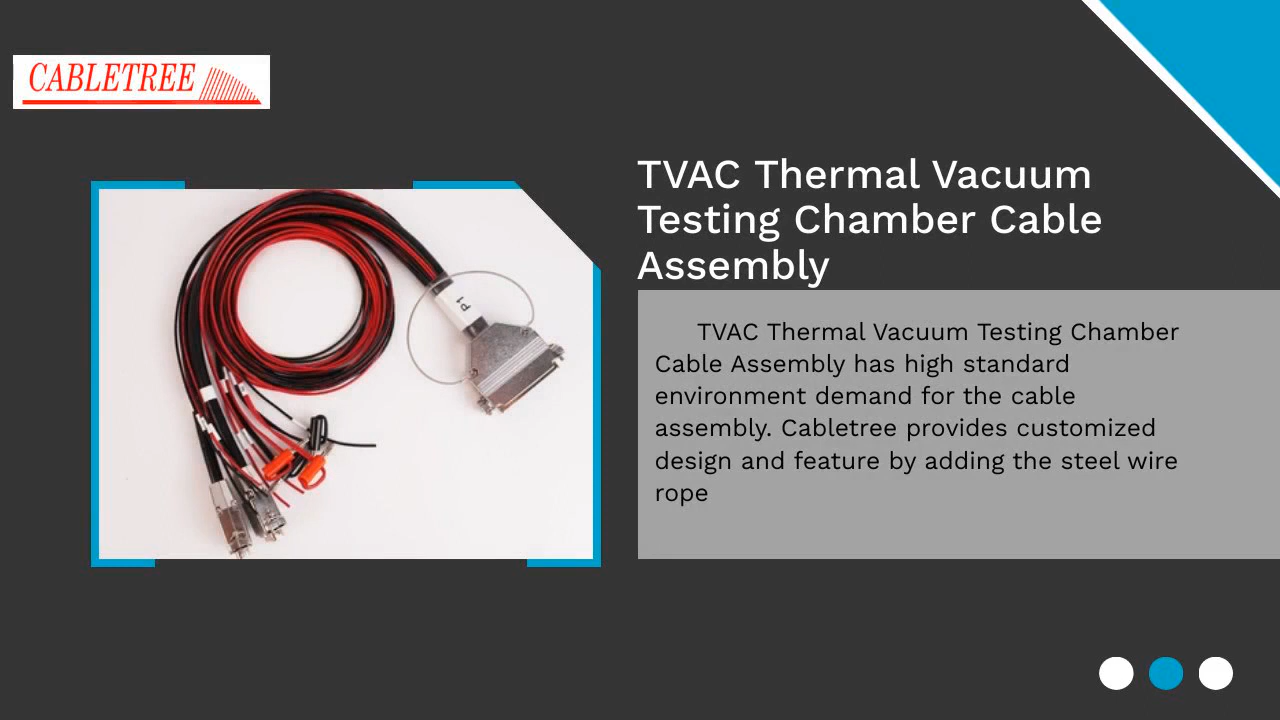 CABLETREE
TVAC Thermal Vacuum
Testing Chamber Cable
Assembly
P1
TVAC Thermal Vacuum Testing Chamber
Cable Assembly has high standard
environment demand for the cable
assembly. Cabletree provides customized
design and feature by adding the steel wire
rope